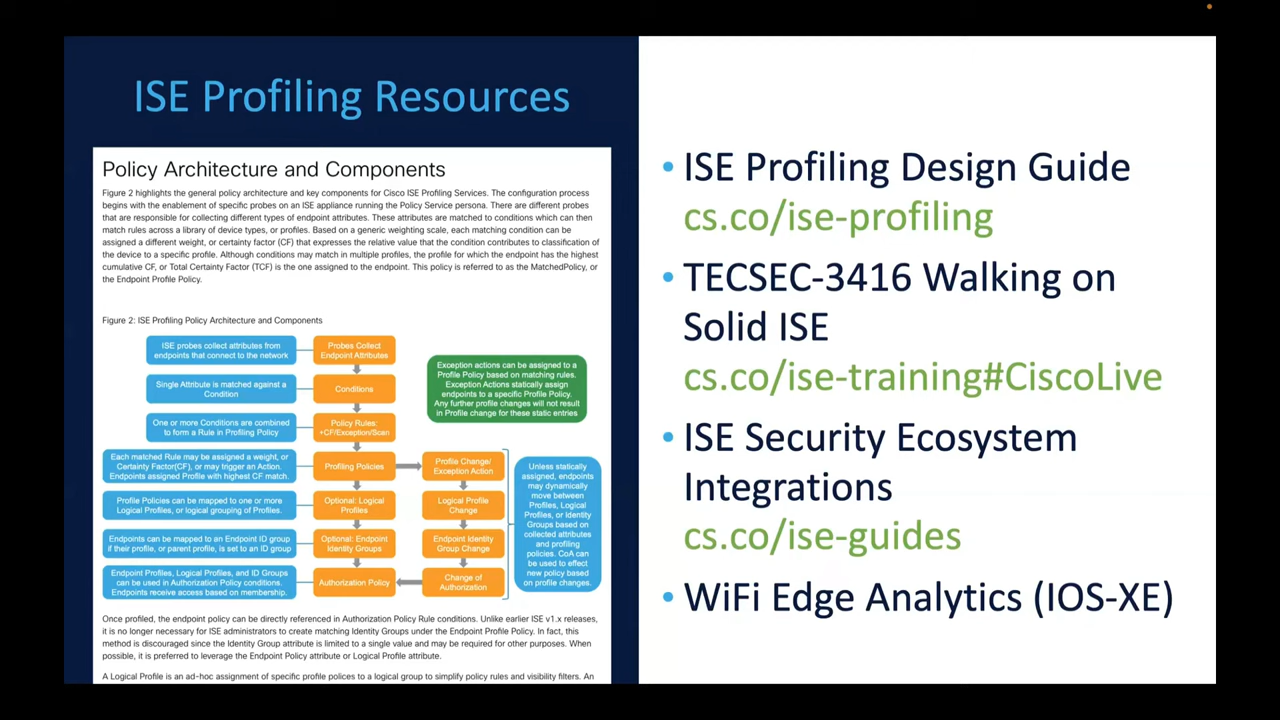 ISE Profiling Resources
Policy Architecture and Components
Figure 2 highlights the general policy architecture and key components for Cisco ISE Profiling Services. The configuration process
begins with the enablement of specific probes on an ISE appliance running the Policy Service persona. There are different probes
that are responsible for collecting different types of endpoint attributes. These attributes are matched to conditions which can then
match rules across a library of device types, or profiles. Based on a generic weighting scale, each matching condition can be
assigned a different weight, or certainty factor (CF) that expresses the relative value that the condition contributes to classification of
the device to a specific profile. Although conditions may match in multiple profiles, the profile for which the endpoint has the highest
cumulative CF, or Total Certainty Factor (TCF) is the one assigned to the endpoint. This policy is referred to as the MatchedPolicy, or
the Endpoint Profile Policy.
Figure 2: ISE Profiling Policy Architecture and Components
ISE probes collect attributes from
endpoints that connect to the network
Probes Collect
Endpoint Attributes
Single Attribute is matched against a
Condition
Conditions
One or more Conditions are combined
to form a Rule in Profiling Policy
Policy Rules:
+CF/Exception/Scan
Exception actions can be assigned to a
Profile Policy based on matching rules.
Exception Actions statically assign
endpoints to a specific Profile Policy.
Any further profile changes will not result
in Profile change for these static entries
Each matched Rule may be assigned a weight, or
Certainty Factor(CF), or may trigger an Action.
Endpoints assigned Profile with highest CF match.
Profiling Policies
Profile Change/
Exception Action
Profile Policies can be mapped to one or more
Logical Profiles, or logical grouping of Profiles.
Optional: Logical
Profiles
Logical Profile
Change
Endpoints can be mapped to an Endpoint ID group
if their profile, or parent profile, is set to an ID group
Optional: Endpoint
Identity Groups
Endpoint Identity
Group Change
Endpoint Profiles, Logical Profiles, and ID Groups
can be used in Authorization Policy conditions.
Endpoints receive access based on membership.
Authorization Policy
Change of
Authorization
Unless statically
assigned, endpoints
may dynamically
move between
Profiles, Logical
Profiles, or Identity
Groups based on
collected attributes
and profiling
policies. CoA can
be used to effect
new policy based
on profile changes.
Once profiled, the endpoint policy can be directly referenced in Authorization Policy Rule conditions. Unlike earlier ISE v1.x releases,
it is no longer necessary for ISE administrators to create matching Identity Groups under the Endpoint Profile Policy. In fact, this
method is discouraged since the Identity Group attribute is limited to a single value and may be required for other purposes. When
possible, it is preferred to leverage the Endpoint Policy attribute or Logical Profile attribute.
A Logical Profile is an ad-hoc assignment of specific profile polices to a logical group to simplify policy rules and visibility filters. An
• ISE Profiling Design Guide
cs.co/ise-profiling
• TECSEC-3416 Walking on
Solid ISE
cs.co/ise-training#CiscoLive
• ISE Security Ecosystem
Integrations
cs.co/ise-guides
• WiFi Edge Analytics (IOS-XE)